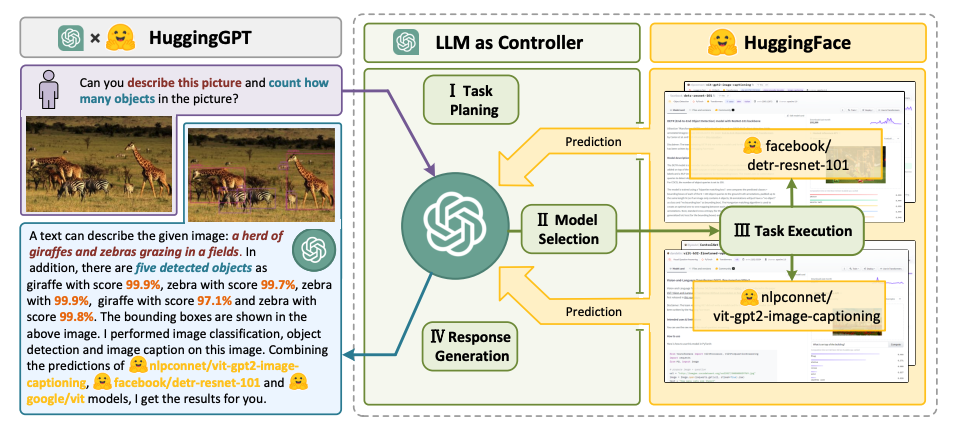 × HuggingGPT
Can you describe this picture and count how
many objects in the picture?
A text can describe the given image: a herd of
giraffes and zebras grazing in a fields. In
addition, there are five detected objects as
giraffe with score 99.9%, zebra with score 99.7%, zebra
with 99.9%, giraffe with score 97.1% and zebra with
score 99.8%. The bounding boxes are shown in the
above image. I performed image classification, object
detection and image caption on this image. Combining
the predictions of nlpconnet/vit-gpt2-image-
captioning, facebook/detr-resnet-101 and
google/vit models, I get the results for you.
LLM as Controller
I Task
Planing
II Model
Selection
IV Response
Generation
HuggingFace
Prediction
facebook/
detr-resnet-101
III Task Execution
Prediction
nlpconnet/
vit-gpt2-image-captioning